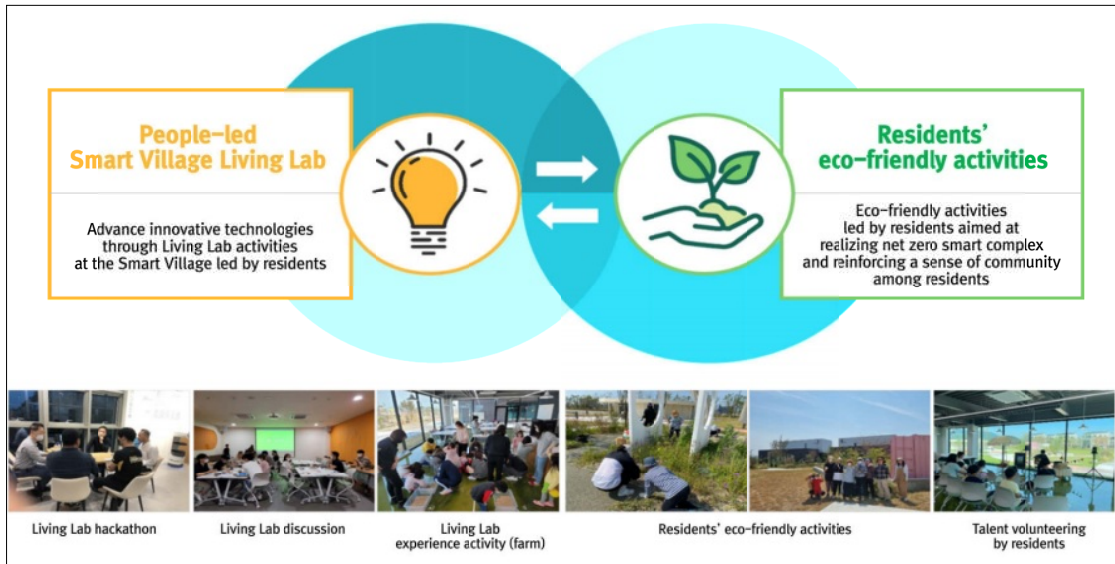 People-led
Smart Village Living Lab
Advance innovative technologies
through Living Lab activities
at the Smart Village led by residents
Residents'
eco-friendly activities
Eco-friendly activities
led by residents aimed at
realizing net zero smart complex
and reinforcing a sense of community
among residents
Living Lab hackathon
Living Lab discussion
Living Lab
experience activity (farm)
Residents' eco-friendly activities
Talent volunteering
by residents